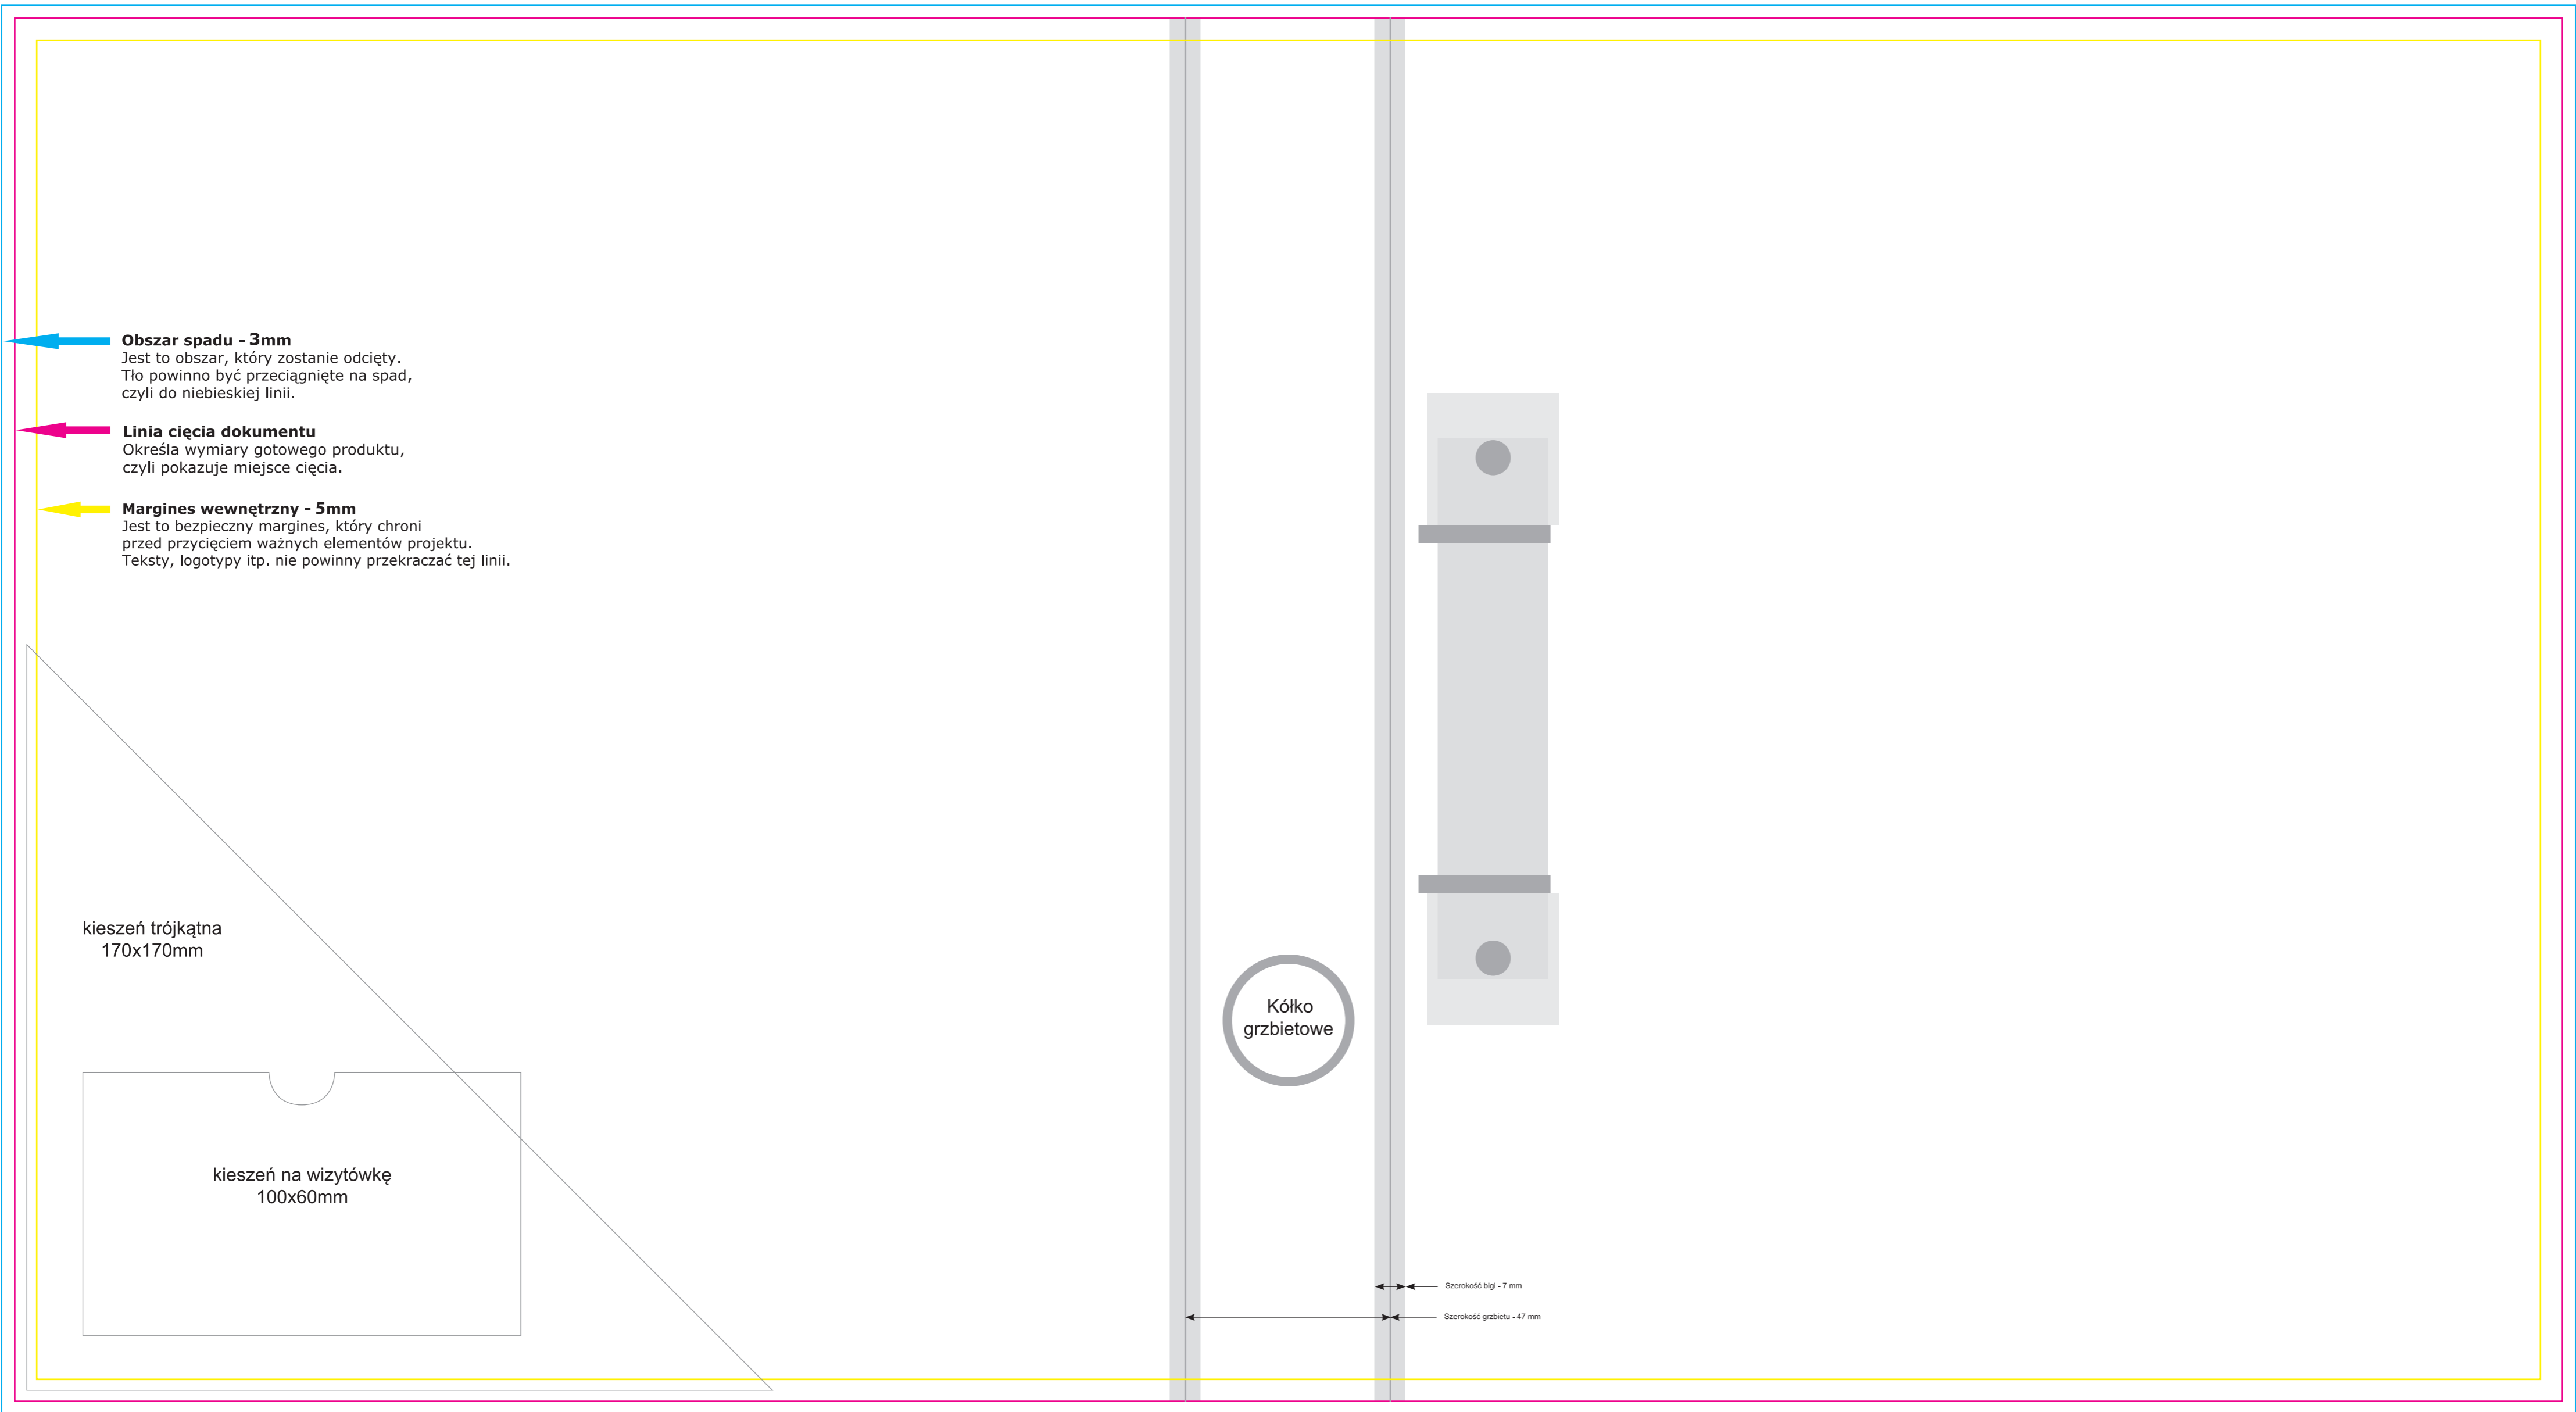 Obszar spadu - 3mm
Jest to obszar, który zostanie odcięty.
Tło powinno być przeciągnięte na spad,
czyli do niebieskiej linii.
Linia cięcia dokumentu
Określa wymiary gotowego produktu,
czyli pokazuje miejsce cięcia.
Margines wewnętrzny - 5mm
Jest to bezpieczny margines, który chroni
przed przycięciem ważnych elementów projektu.
Teksty, logotypy itp. nie powinny przekraczać tej linii.
kieszeń trójkątna
170x170mm
kieszeń na wizytówkę
100x60mm
Kółko
grzbietowe
Szerokość bigi - 7 mm
Szerokość grzbietu - 47 mm